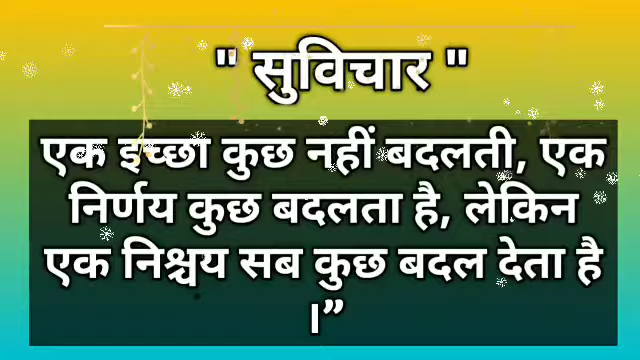 " सुविचार "
एक इच्छा कुछ नहीं बदलती, एक
निर्णय कुछ बदलता है, लेकिन
एक निश्चय सब कुछ बदल देता है
।”